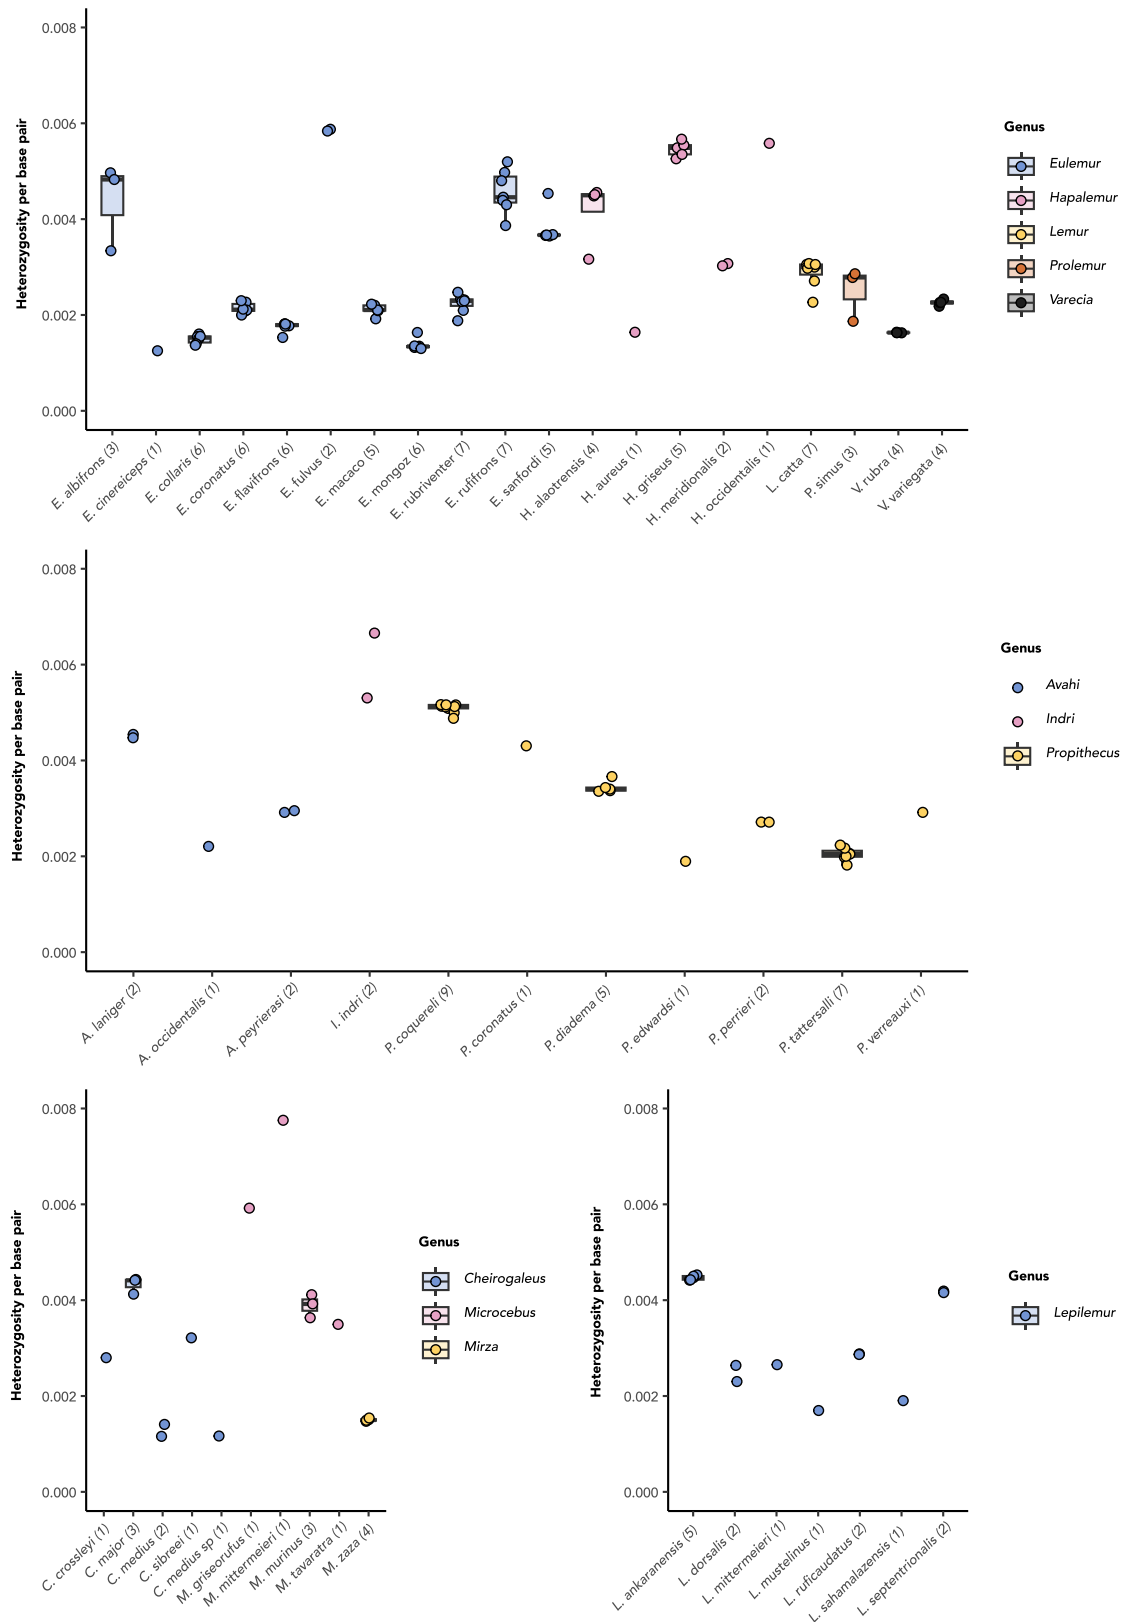 0.008
0.006
0.004
0.002
0.000
Heterozygosity per base pair
E. albifrons (3)
E. cinereiceps (1)
E. collaris (6)
E. coronatus (6)
E. flavifrons (6)
E. fulvus (2)
E. macaco (5)
E. mongoz (6)
E. rubriventer (7)
E. rufifrons (7)
E. sanfordi (5)
H. alaotrensis (4)
H. aureus (1)
H. griseus (5)
H. meridionalis (2)
H. occidentalis (1)
L. catta (7)
P. simus (3)
V. rubra (4)
V. variegata (4)
Genus
Eulemur
Hapalemur
Lemur
Prolemur
Varecia
0.008
0.006
0.004
0.002
0.000
Heterozygosity per base pair
A. laniger (2)
A. occidentalis (1)
A. peyrierasi (2)
I. indri (2)
P. coquereli (9)
P. coronatus (1)
P. diadema (5)
P. edwardsi (1)
P. perrieri (2)
P. tattersalli (7)
P. verreauxi (1)
Genus
Avahi
Indri
Propithecus
0.008
0.006
0.004
0.002
0.000
Heterozygosity per base pair
C. crossleyi (1)
C. major (3)
C. medius (2)
C. sibreei (1)
C. medius sp (1)
M. griseorufus (1)
M. mittermeieri (1)
M. murinus (3)
M. tavaratra (1)
M. zaza (4)
Genus
Cheirogaleus
Microcebus
Mirza
0.008
0.006
0.004
0.002
0.000
Heterozygosity per base pair
L. ankaranensis (5)
L. dorsalis (2)
L. mittermeieri (1)
L. mustelinus (1)
L. ruficaudatus (2)
L. sahamalazensis (1)
L. septentrionalis (2)
Genus
Lepilemur